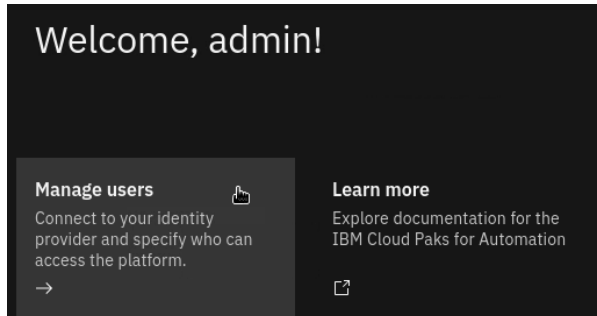 Welcome, admin!
Manage users
Connect to your identity
provider and specify who can
access the platform.
Learn more
Explore documentation for the
IBM Cloud Paks for Automation